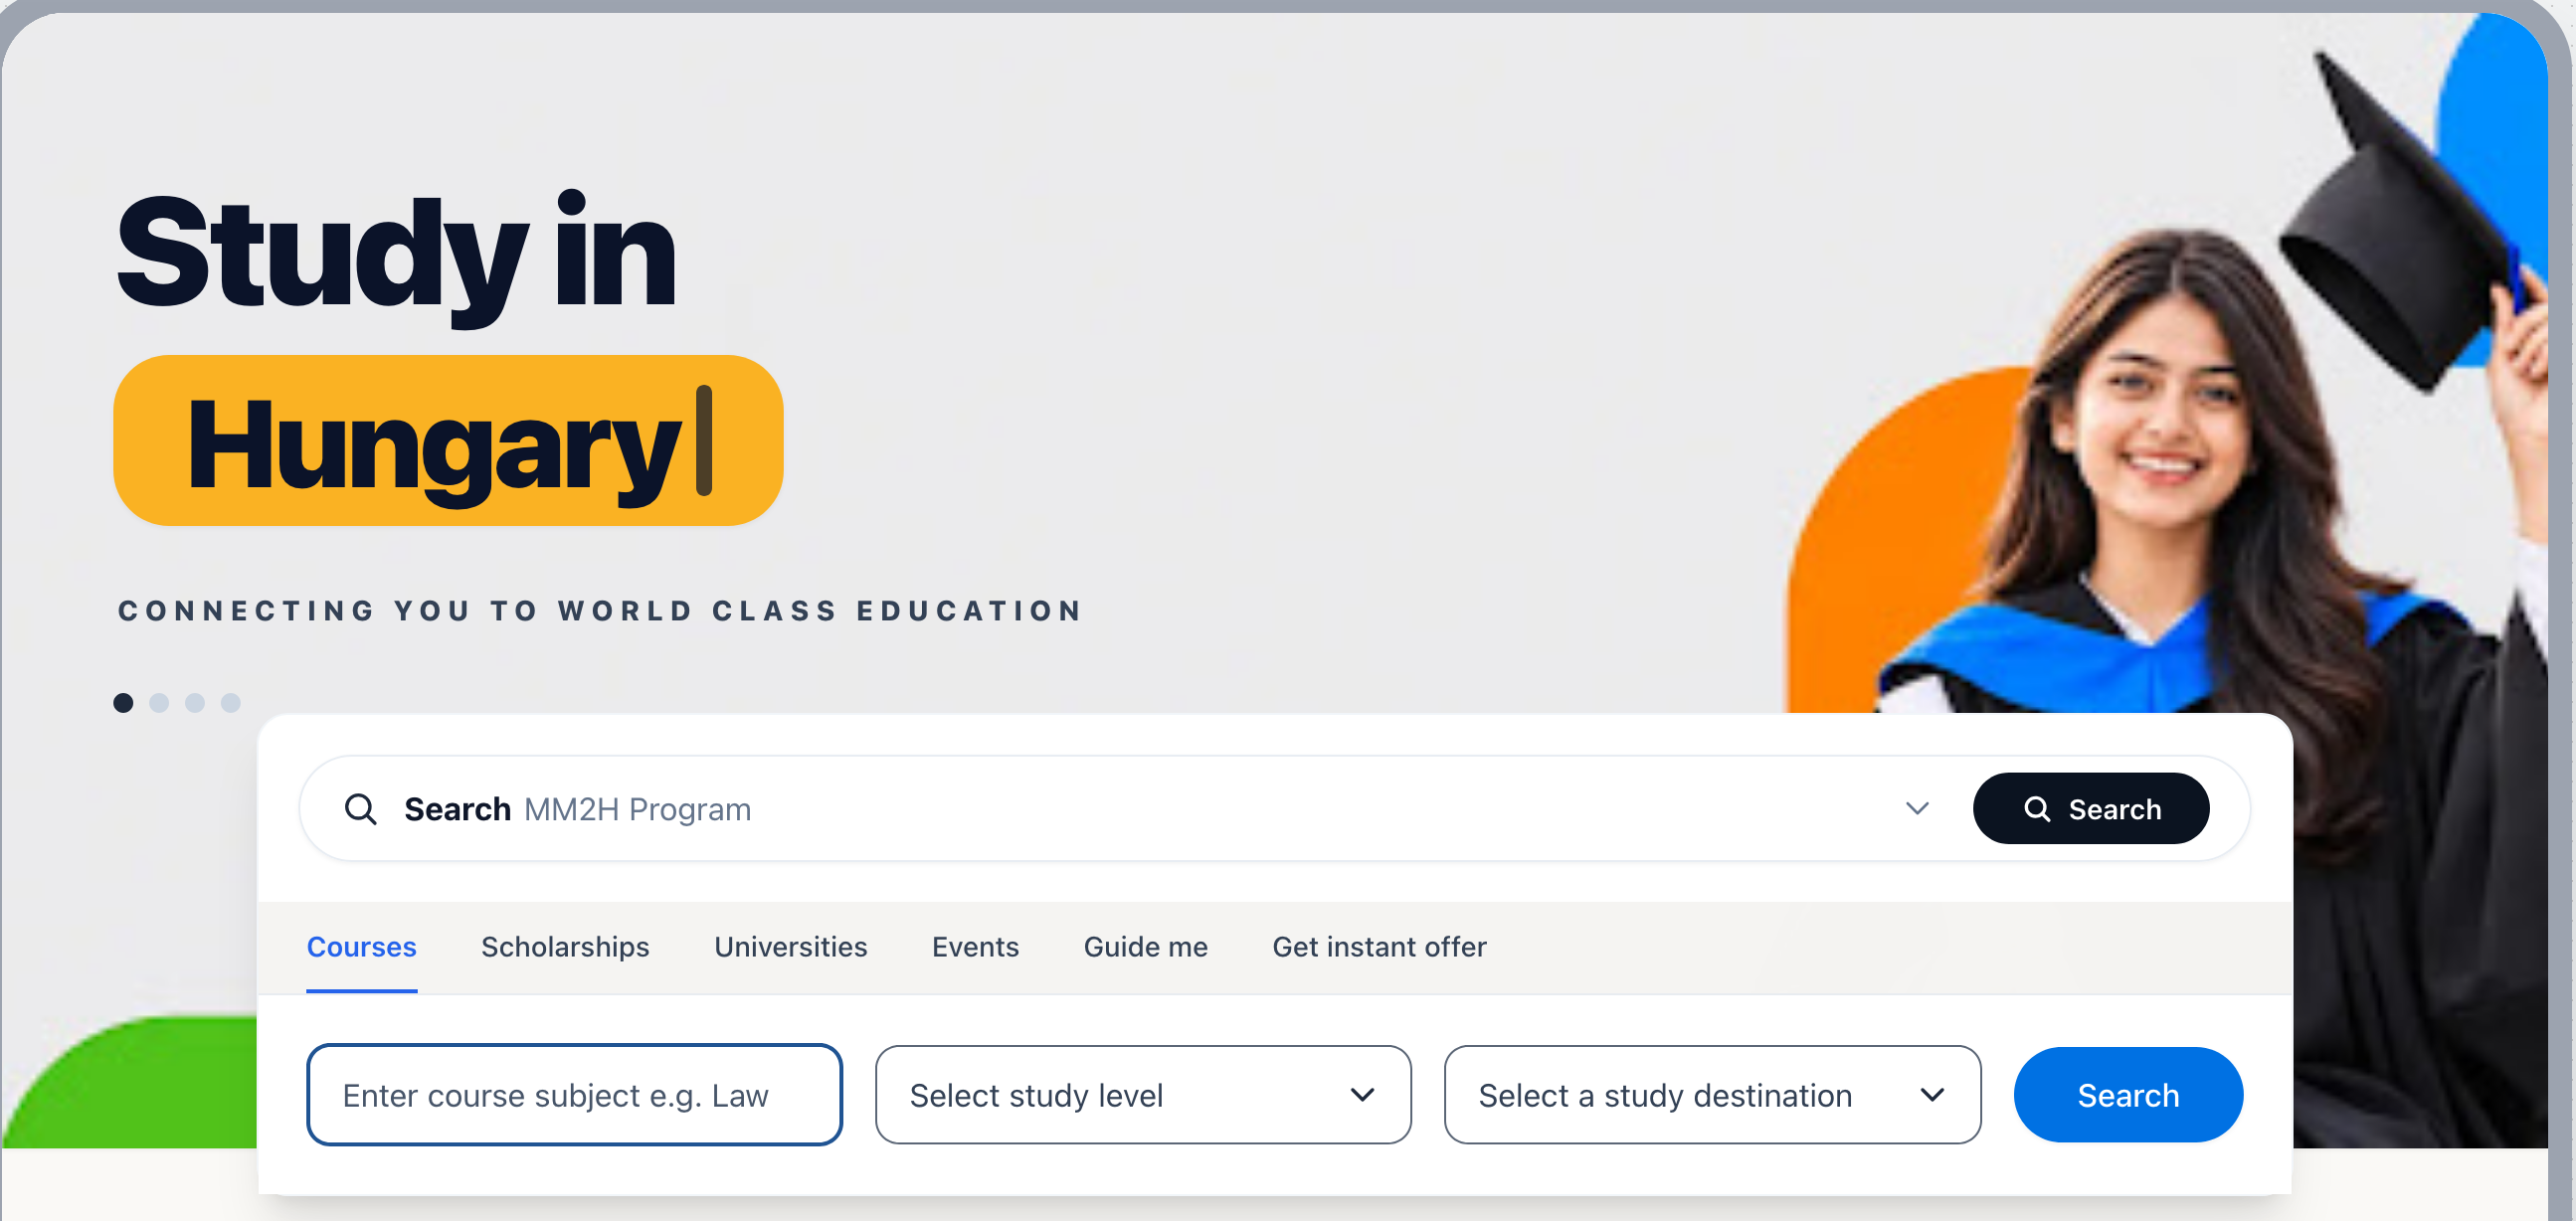 Study in
Hungary
CONNECTING YOU TO WORLD CLASS EDUCATION
Search MM2H Program
Search
Courses Scholarships Universities Events Guide me Get instant offer
Enter course subject e.g. Law Select study level Select a study destination Search